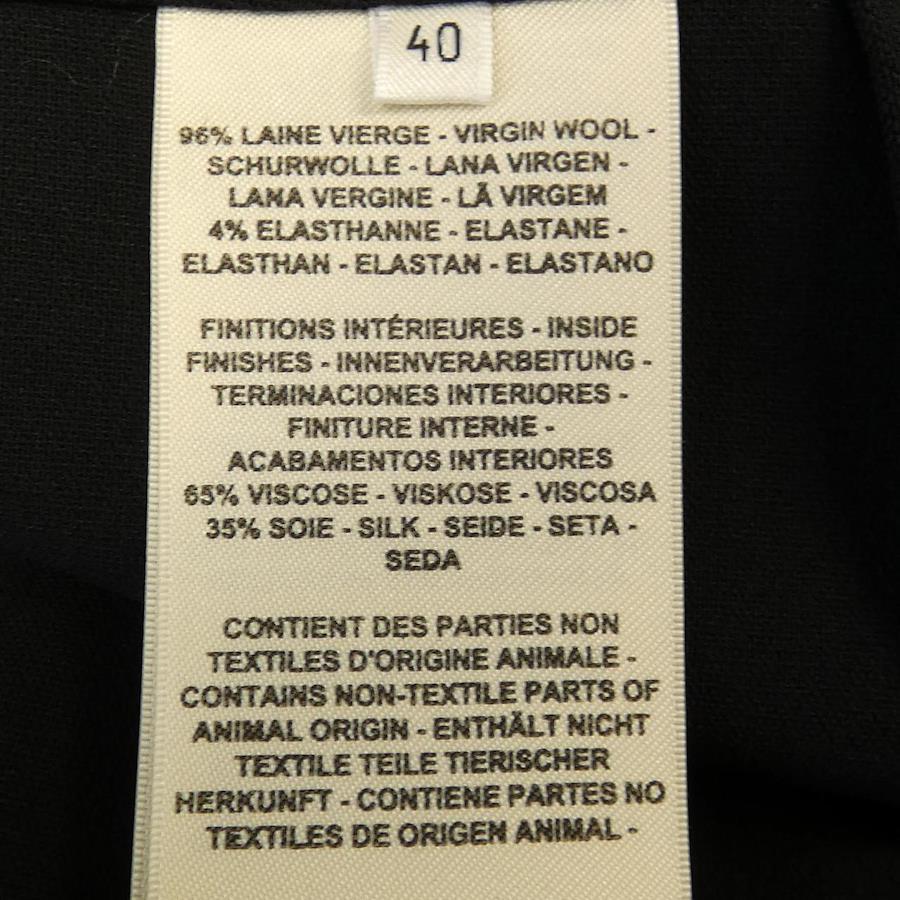 40
96% LAINE VIERGE - VIRGIN WOOL -
SCHURWOLLE - LANA VIRGEN -
LANA VERGINE - LÃ VIRGEM
4% ELASTHANNE - ELASTANE -
ELASTHAN - ELASTAN - ELASTANO
FINITIONS INTÉRIEURES - INSIDE
FINISHES - INNENVERARBEITUNG -
TERMINACIONES INTERIORES -
FINITURE INTERNE -
ACABAMENTOS INTERIORES
65% VISCOSE - VISKOSE - VISCOSA
35% SOIE - SILK - SEIDE - SETA -
SEDA
CONTIENT DES PARTIES NON
TEXTILES D'ORIGINE ANIMALE -
CONTAINS NON-TEXTILE PARTS OF
ANIMAL ORIGIN - ENTHÄLT NICHT
TEXTILE TEILE TIERISCHER
HERKUNFT - CONTIENE PARTES NO
TEXTILES DE ORIGEN ANIMAL -